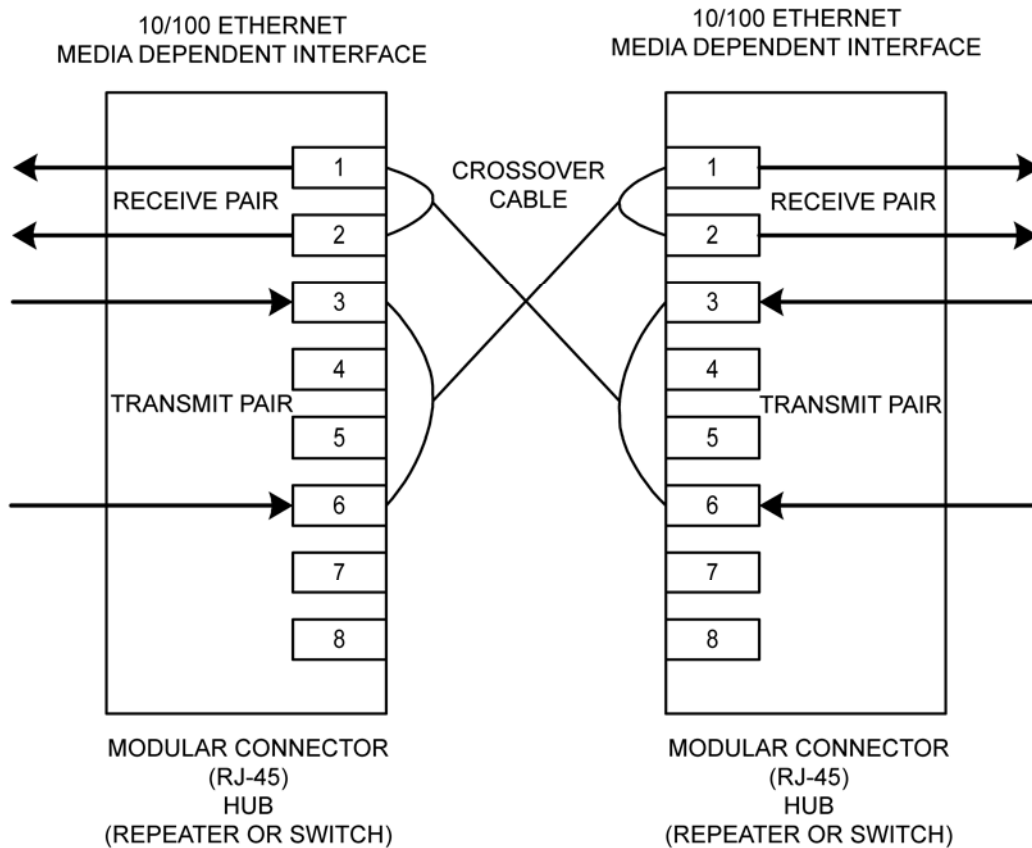 10/100 ETHERNET
MEDIA DEPENDENT INTERFACE
10/100 ETHERNET
MEDIA DEPENDENT INTERFACE
1
RECEIVE PAIR
2
3
4
TRANSMIT PAIR
5
6
7
8
CROSSOVER
CABLE
1
RECEIVE PAIR
2
3
4
TRANSMIT PAIR
5
6
7
8
MODULAR CONNECTOR
(RJ-45)
HUB
(REPEATER OR SWITCH)
MODULAR CONNECTOR
(RJ-45)
HUB
(REPEATER OR SWITCH)